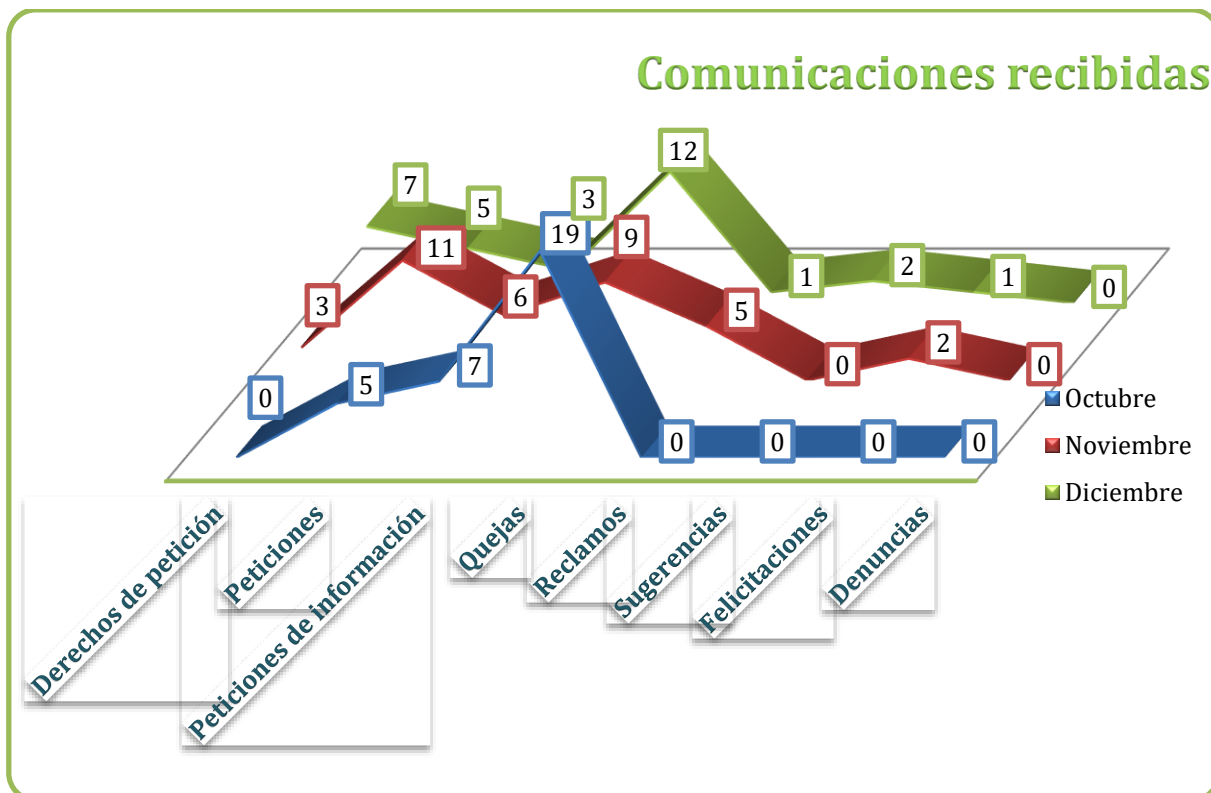 Comunicaciones recibidas
7 5 3 12 1 2 1 0
3 11 6 9 5 0 2 0
0 5 7 19 0 0 0 0
Octubre
Noviembre
Diciembre
Derechos de petición
Peticiones
Peticiones de información
Quejas
Reclamos
Sugerencias
Felicitaciones
Denuncias